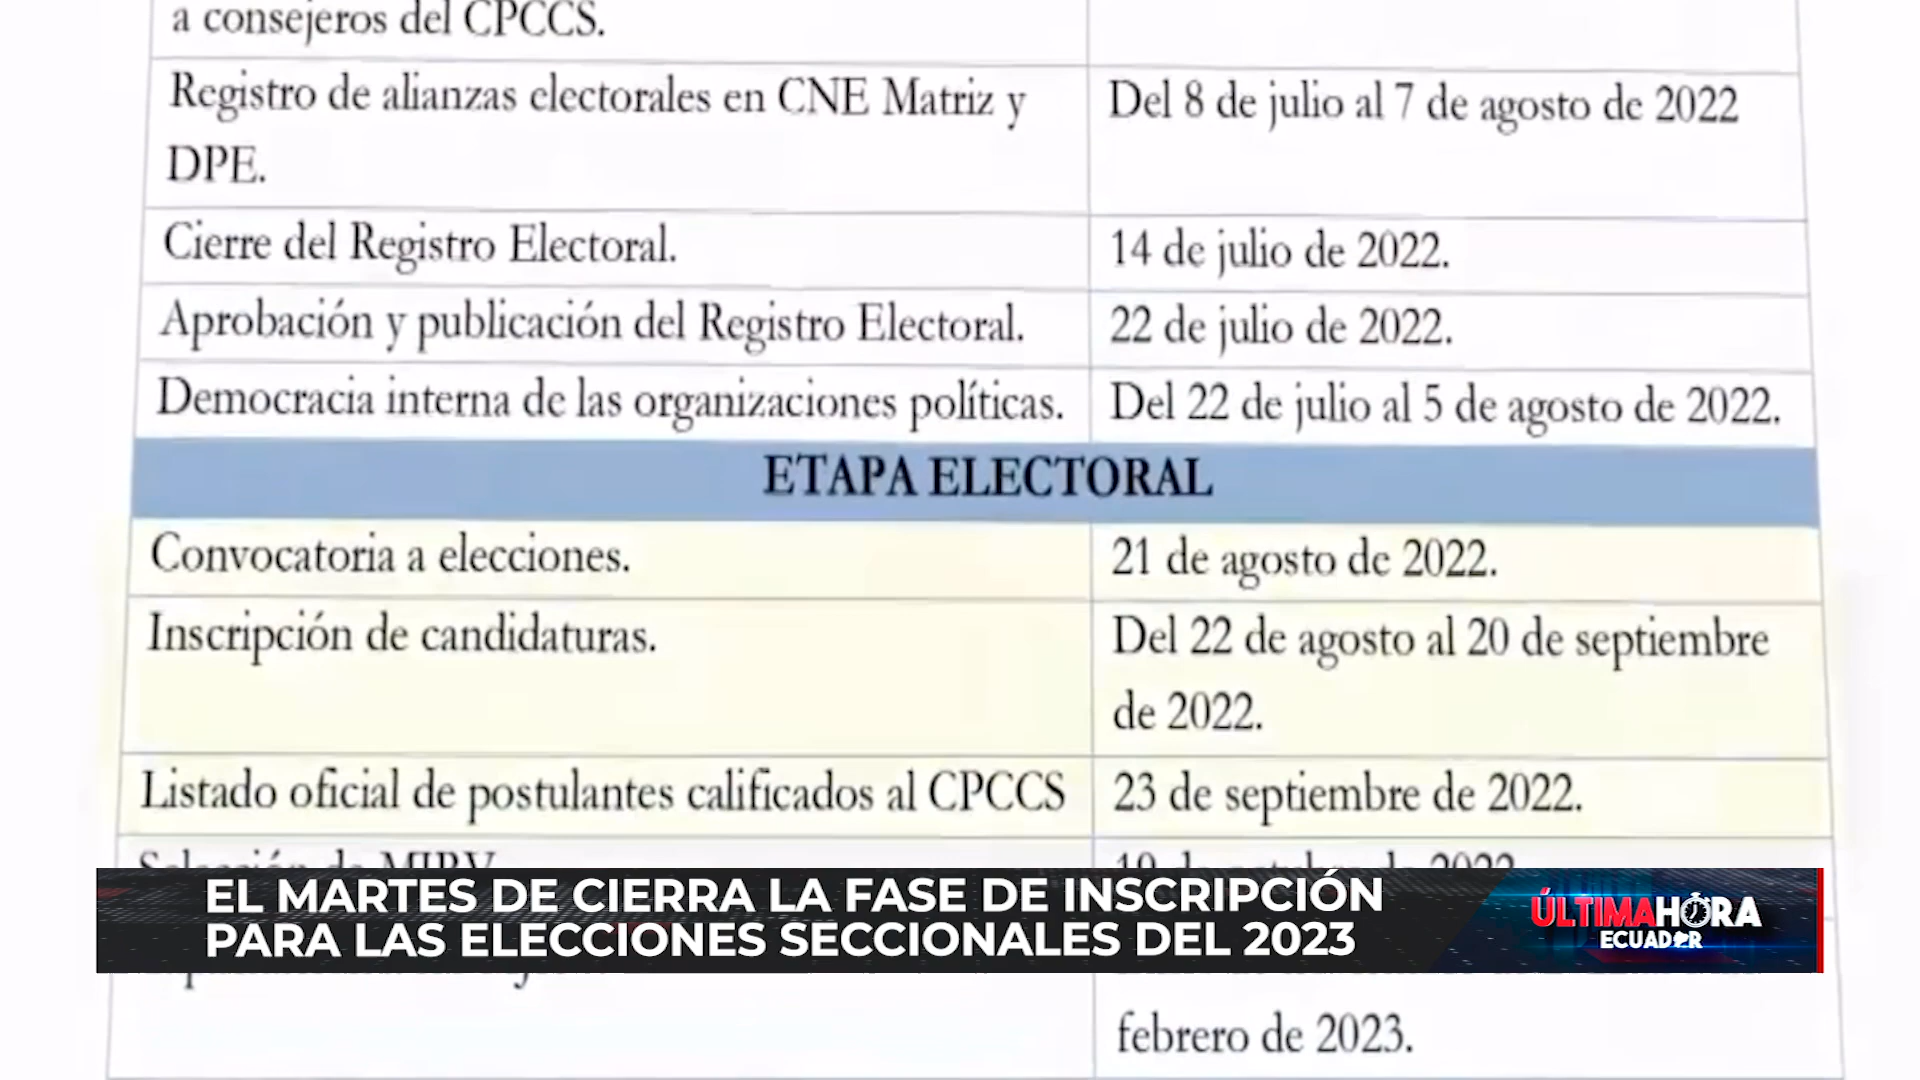 a consejeros del CPCCS.
Registro de alianzas electorales en CNE Matriz y
DPE.
Del 8 de julio al 7 de agosto de 2022
Cierre del Registro Electoral.
14 de julio de 2022.
Aprobación y publicación del Registro Electoral.
22 de julio de 2022.
Democracia interna de las organizaciones políticas.
Del 22 de julio al 5 de agosto de 2022.
ETAPA ELECTORAL
Convocatoria a elecciones.
21 de agosto de 2022.
Inscripción de candidaturas.
Del 22 de agosto al 20 de septiembre
de 2022.
Listado oficial de postulantes calificados al CPCCS
23 de septiembre de 2022.
EL MARTES DE CIERRA LA FASE DE INSCRIPCIÓN
PARA LAS ELECCIONES SECCIONALES DEL 2023
ÚLTIMAHORA
ECUADOR
febrero de 2023.